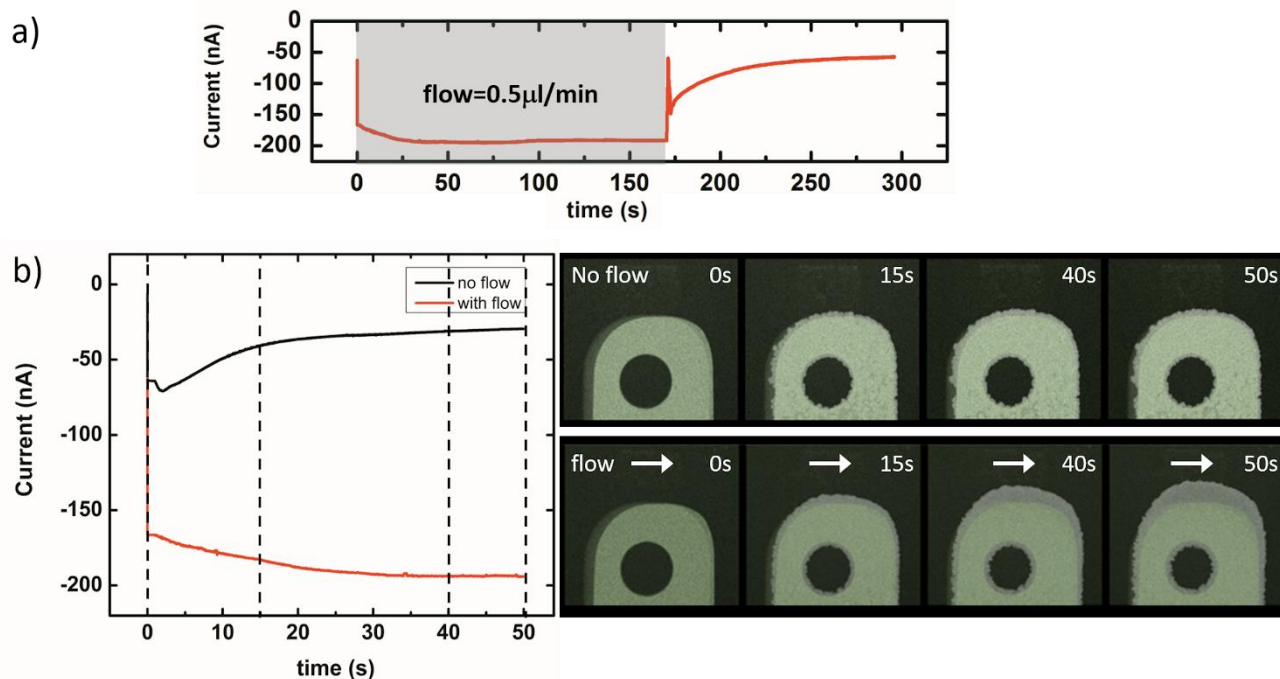 a)
0
-50
-100
-150
-200
Current (nA)
flow=0.5μl/min
0 50 100 150 200 250 300
time (s)
b)
0
-50
-100
-150
-200
Current (nA)
no flow
with flow
0 10 20 30 40 50
time (s)
No flow 0s 15s 40s 50s
flow → 0s → 15s → 40s → 50s